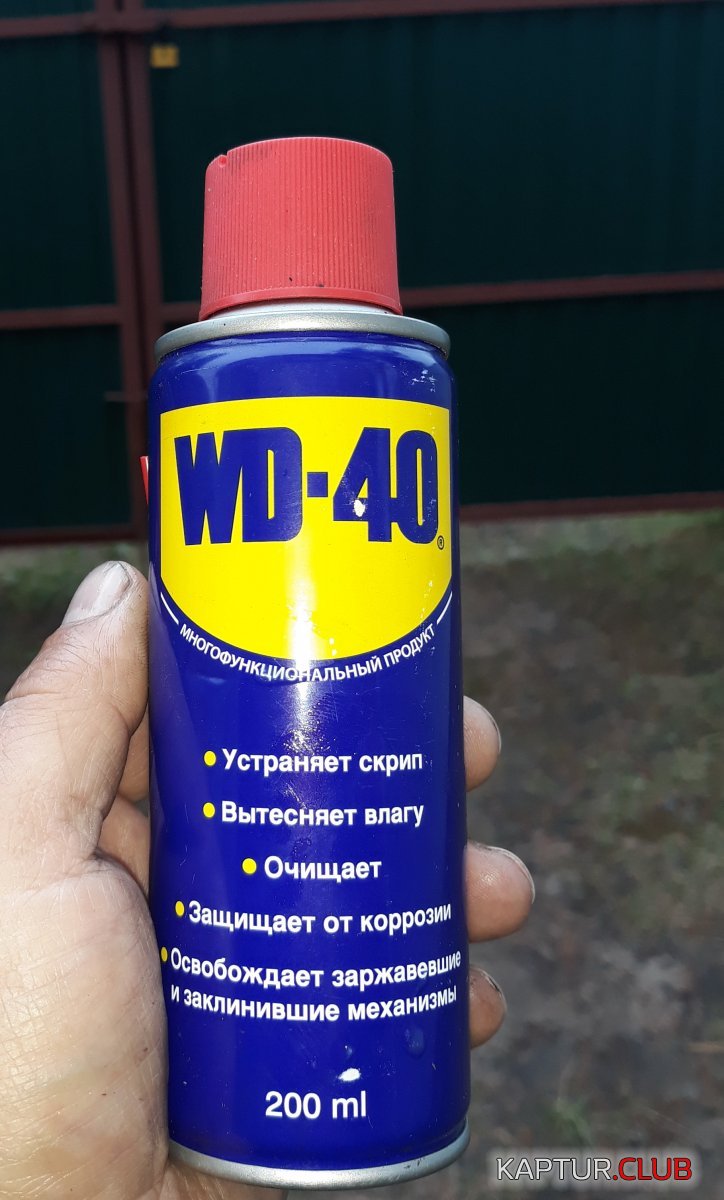 WD-40®
МНОГОФУНКЦИОНАЛЬНЫЙ ПРОДУКТ
• Устраняет скрип
• Вытесняет влагу
• Очищает
• Защищает от коррозии
• Освобождает заржавевшие
и заклинившие механизмы
200 ml
KAPTUR.CLUB